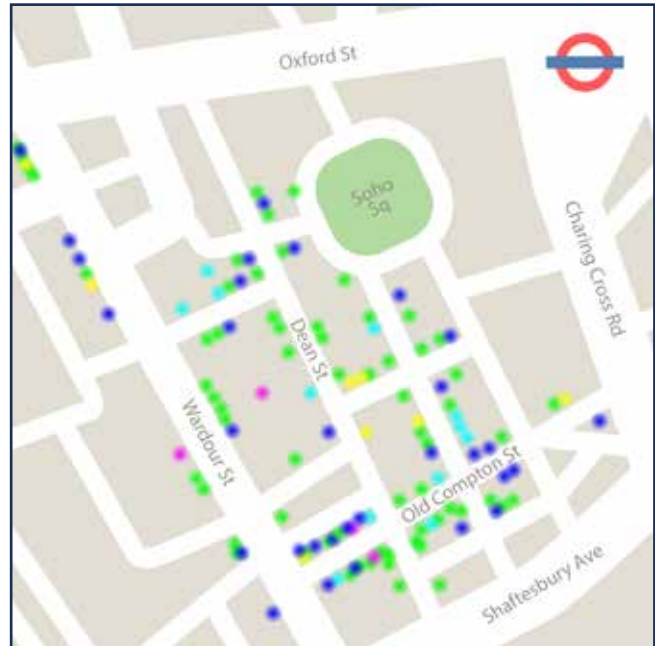 Oxford St
Soho
Sq
Charing Cross Rd
Dean St
Wardour St
Old Compton St
Shaftesbury Ave